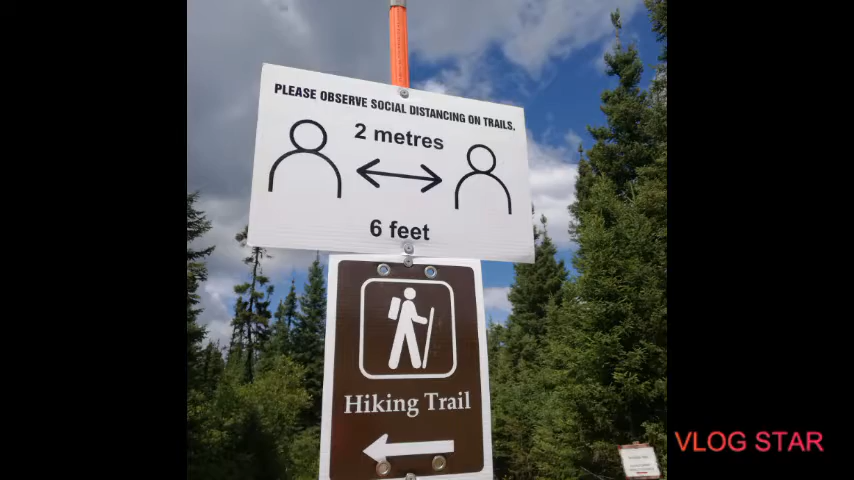 PLEASE OBSERVE SOCIAL DISTANCING ON TRAILS.
2 metres
6 feet
Hiking Trail
VLOG STAR